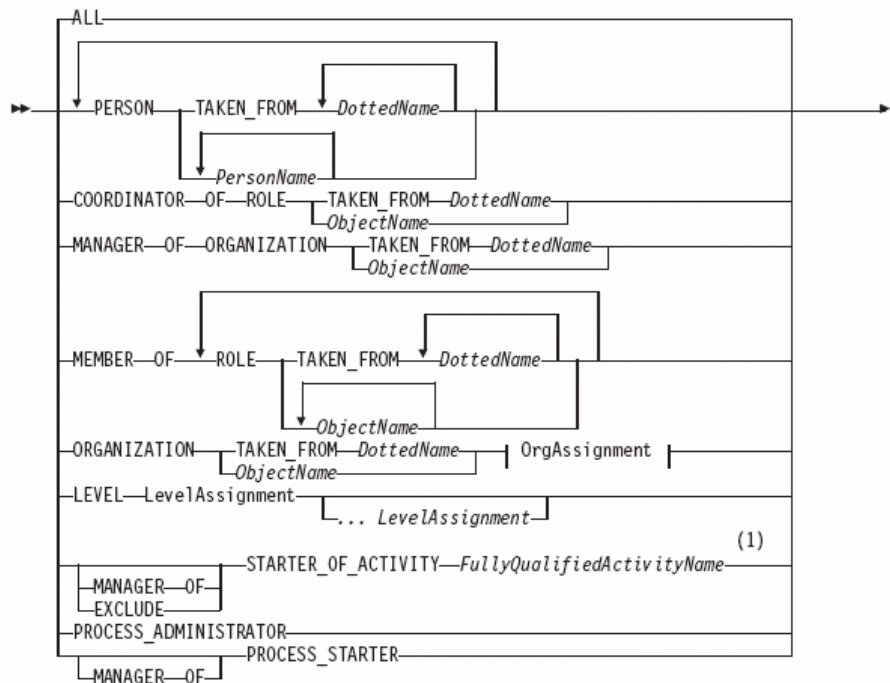 ALL
PERSON TAKEN_FROM DottedName
PersonName
COORDINATOR OF ROLE TAKEN_FROM DottedName
ObjectName
MANAGER OF ORGANIZATION TAKEN_FROM DottedName
ObjectName
MEMBER OF ROLE TAKEN_FROM DottedName
ObjectName
ORGANIZATION TAKEN_FROM DottedName OrgAssignment
ObjectName
LEVEL LevelAssignment
... LevelAssignment
(1)
STARTER_OF_ACTIVITY FullyQualifiedActivityName
MANAGER OF
EXCLUDE
PROCESS_ADMINISTRATOR
PROCESS_STARTER
MANAGER OF